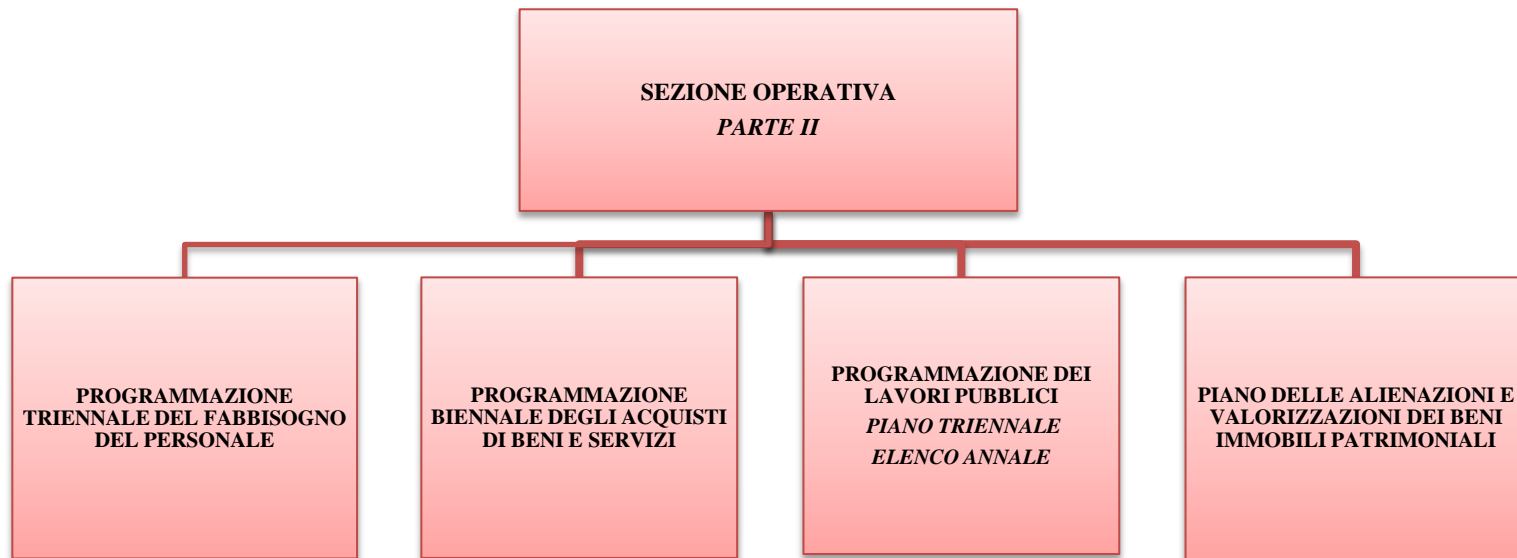 SEZIONE OPERATIVA
PARTE II
PROGRAMMAZIONE
TRIENNALE DEL FABBISOGNO
DEL PERSONALE
PROGRAMMAZIONE
BIENNALE DEGLI ACQUISTI
DI BENI E SERVIZI
PROGRAMMAZIONE DEI
LAVORI PUBBLICI
PIANO TRIENNALE
ELENCO ANNALE
PIANO DELLE ALIENAZIONI E
VALORIZZAZIONI DEI BENI
IMMOBILI PATRIMONIALI